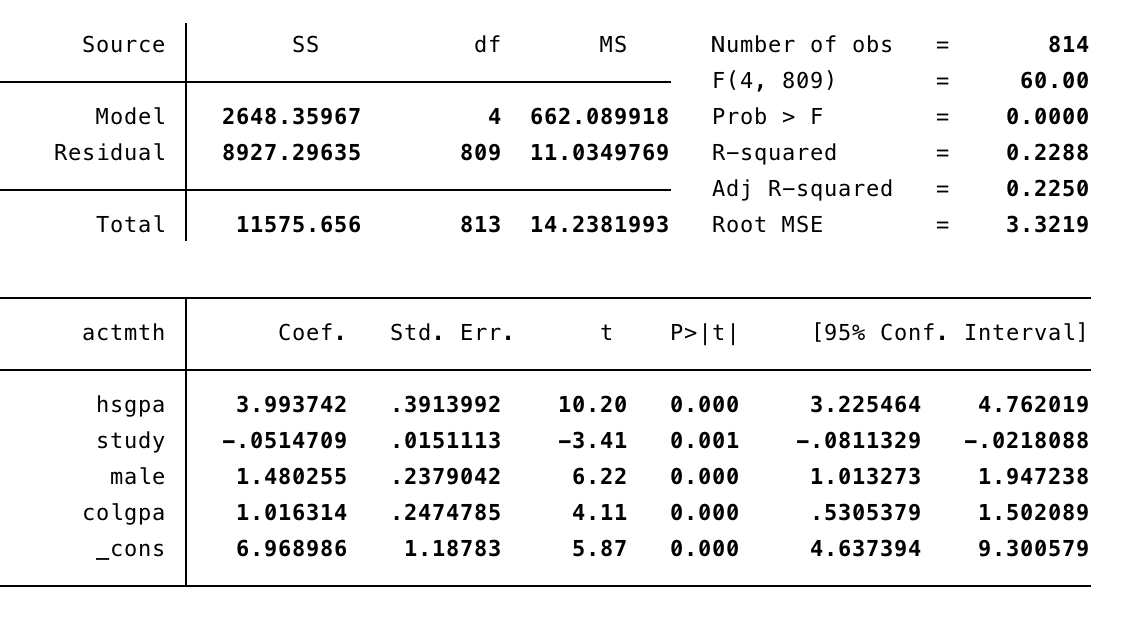 Source SS df MS Number of obs = 814
F(4, 809) = 60.00
Model 2648.35967 4 662.089918 Prob > F = 0.0000
Residual 8927.29635 809 11.0349769 R-squared = 0.2288
Adj R-squared = 0.2250
Total 11575.656 813 14.2381993 Root MSE = 3.3219
actmth Coef. Std. Err. t P>|t| [95% Conf. Interval]
hsgpa 3.993742 .3913992 10.20 0.000 3.225464 4.762019
study -.0514709 .0151113 -3.41 0.001 -.0811329 -.0218088
male 1.480255 .2379042 6.22 0.000 1.013273 1.947238
colgpa 1.016314 .2474785 4.11 0.000 .5305379 1.502089
_cons 6.968986 1.18783 5.87 0.000 4.637394 9.300579